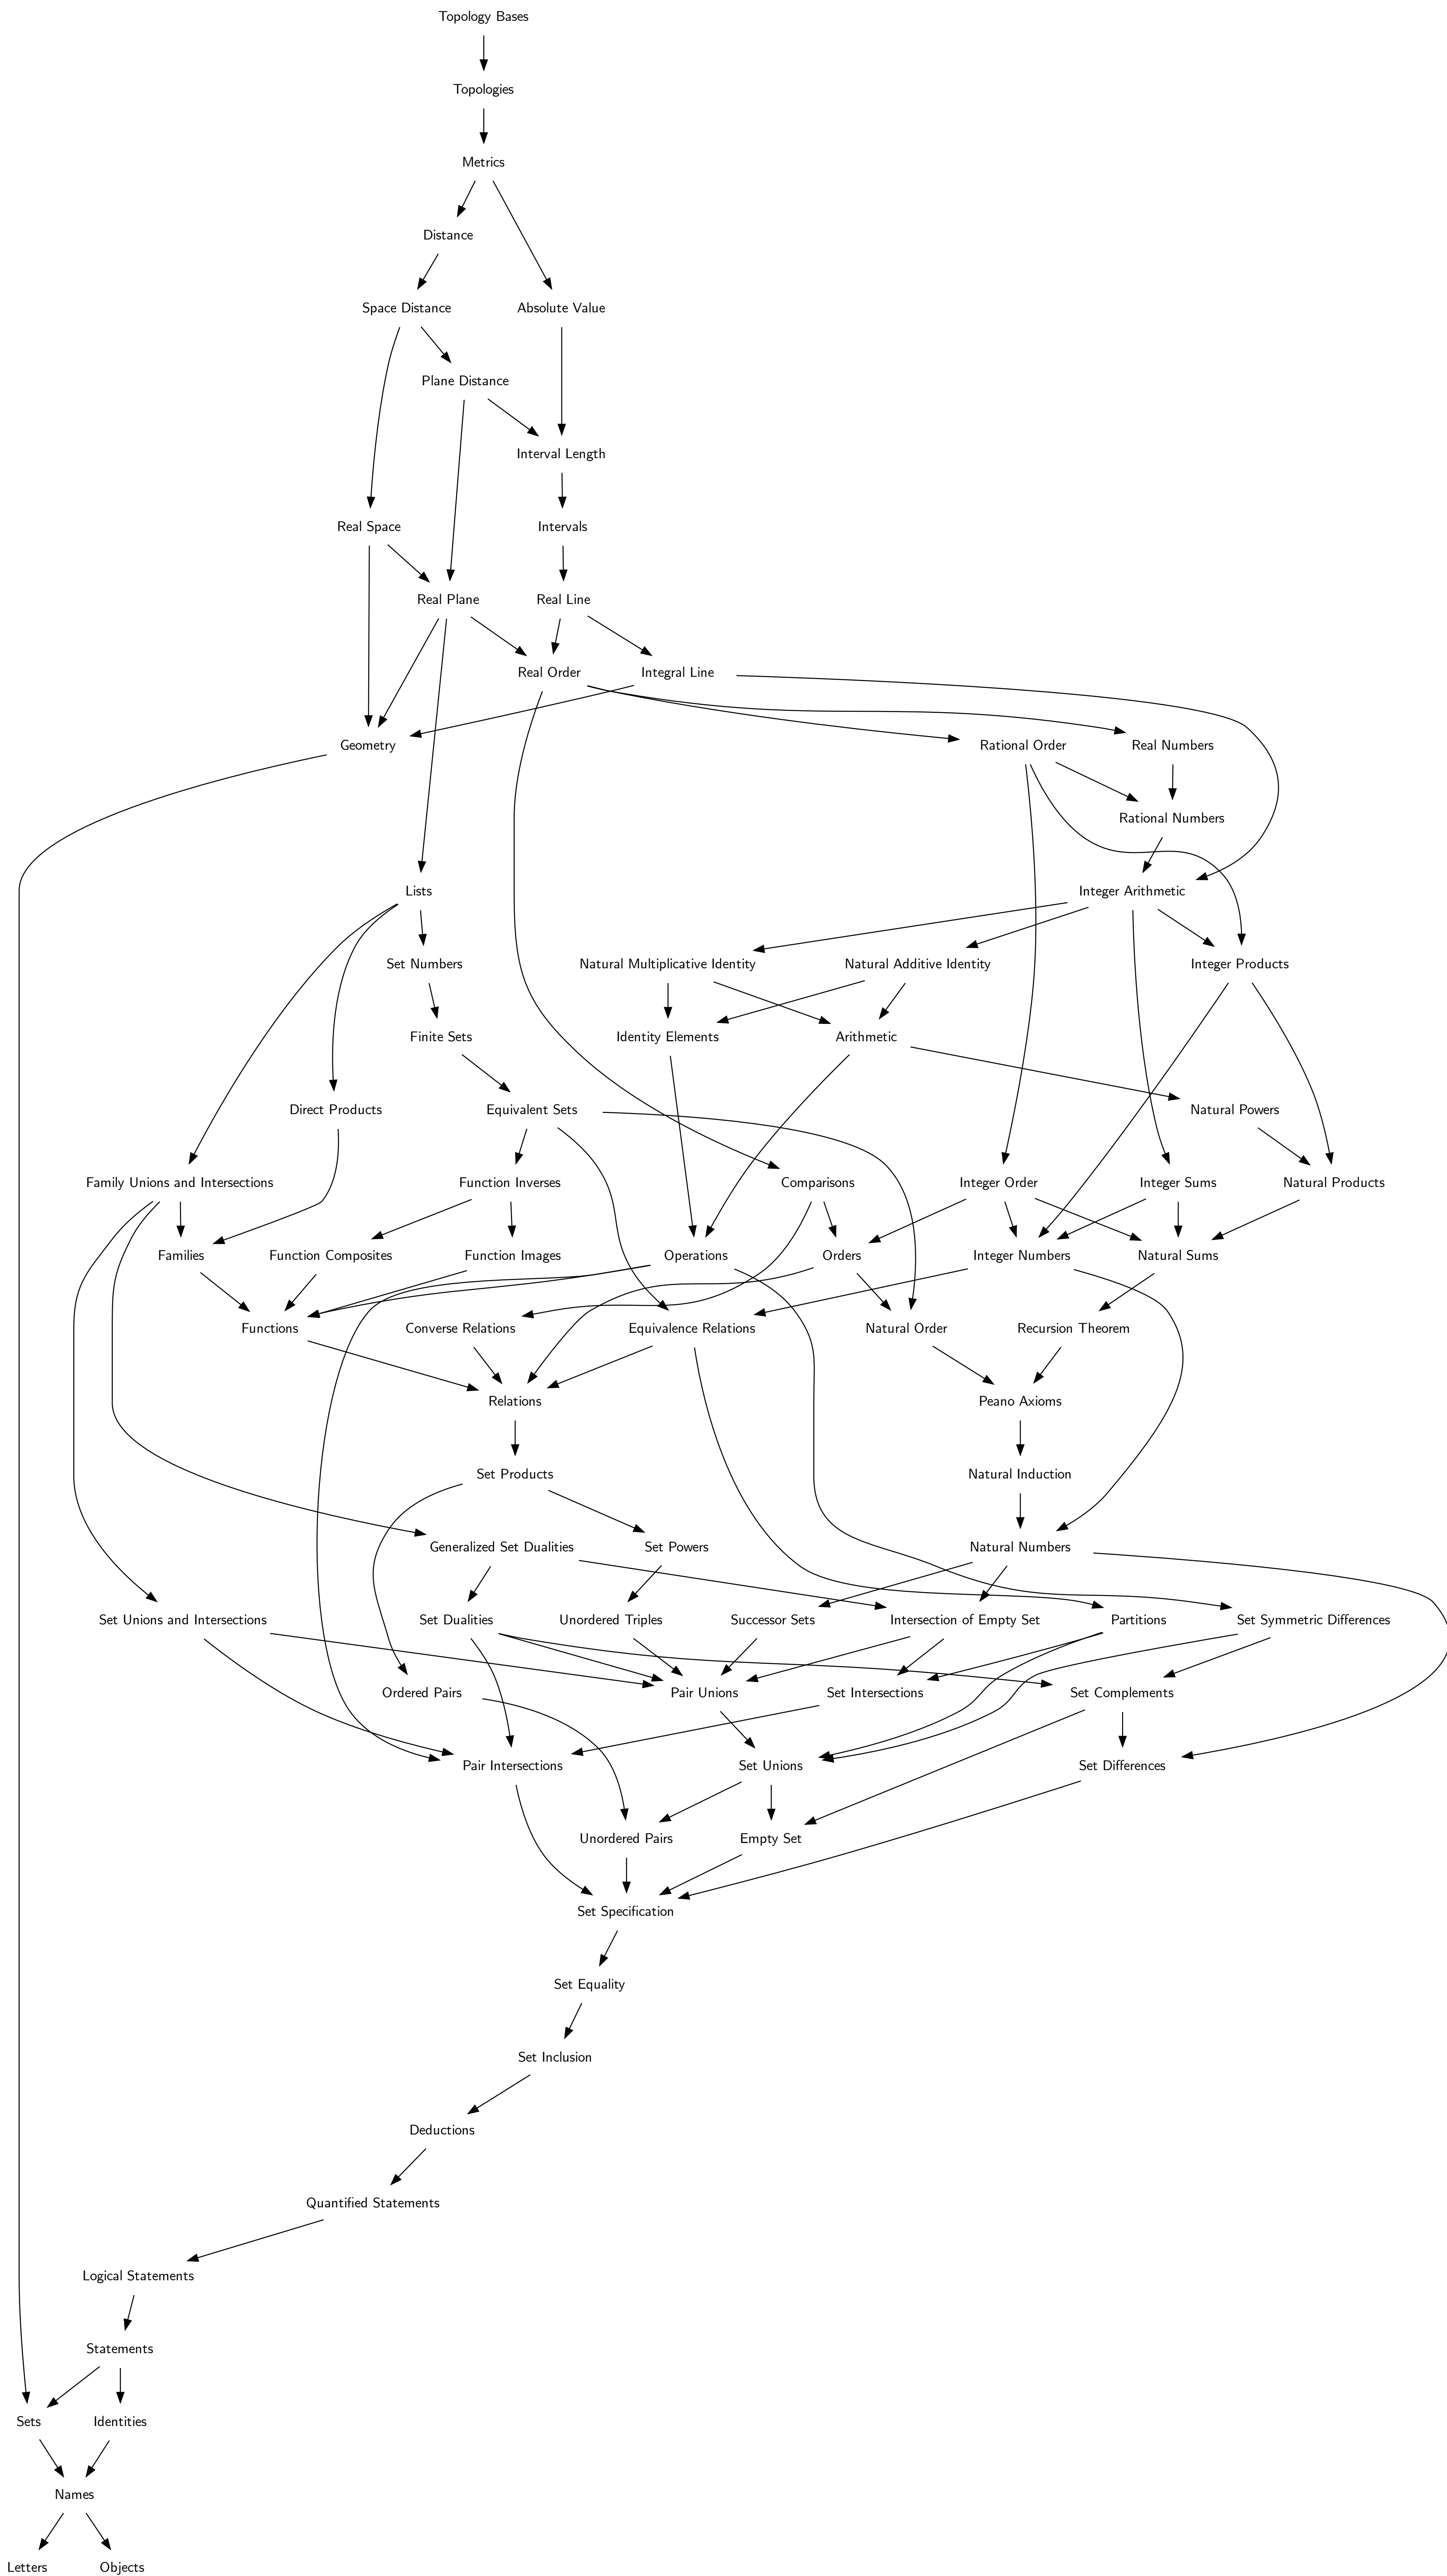 Topology Bases
Topologies
Metrics
Distance
Space Distance
Absolute Value
Plane Distance
Interval Length
Real Space
Intervals
Real Plane
Real Line
Real Order
Integral Line
Geometry
Rational Order
Real Numbers
Rational Numbers
Lists
Integer Arithmetic
Set Numbers
Natural Multiplicative Identity
Natural Additive Identity
Integer Products
Finite Sets
Identity Elements
Arithmetic
Direct Products
Equivalent Sets
Natural Powers
Family Unions and Intersections
Function Inverses
Comparisons
Integer Order
Integer Sums
Natural Products
Families
Function Composites
Function Images
Operations
Orders
Integer Numbers
Natural Sums
Functions
Converse Relations
Equivalence Relations
Natural Order
Recursion Theorem
Relations
Peano Axioms
Set Products
Natural Induction
Generalized Set Dualities
Set Powers
Natural Numbers
Set Unions and Intersections
Set Dualities
Unordered Triples
Successor Sets
Intersection of Empty Set
Partitions
Set Symmetric Differences
Ordered Pairs
Pair Unions
Set Intersections
Set Complements
Pair Intersections
Set Unions
Set Differences
Unordered Pairs
Empty Set
Set Specification
Set Equality
Set Inclusion
Deductions
Quantified Statements
Logical Statements
Statements
Sets
Identities
Names
Letters
Objects